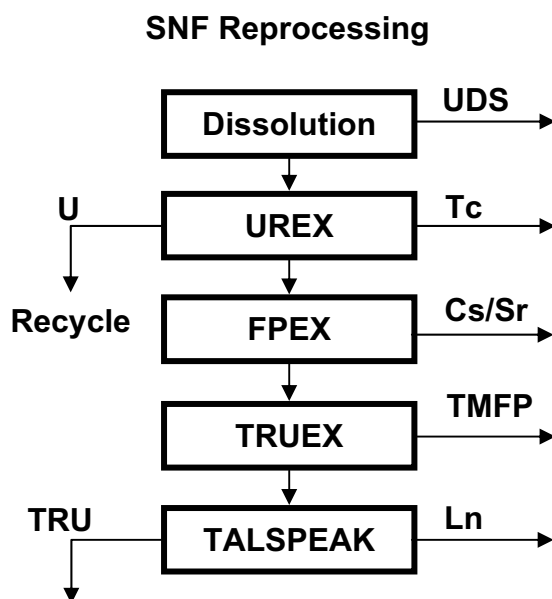 SNF Reprocessing
Dissolution
UDS
U
UREX
Tc
Recycle
FPEX
Cs/Sr
TRUEX
TMFP
TRU
TALSPEAK
Ln